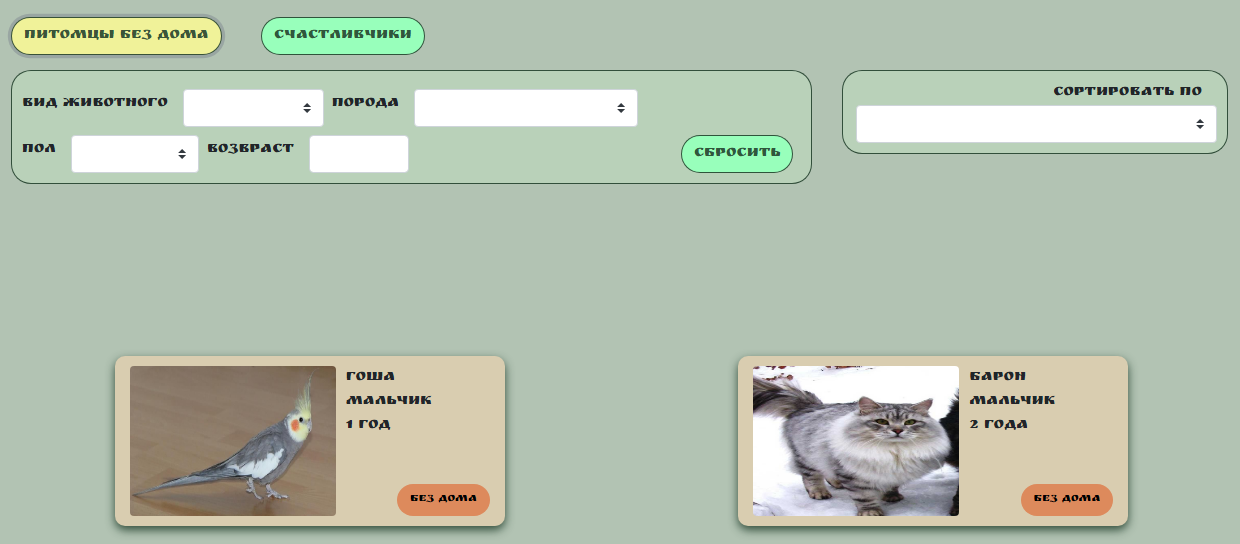 ПИТОМЦЫ БЕЗ ДОМА
СЧАСТЛИВЧИКИ
ВИД ЖИВОТНОГО
ПОРОДА
СОРТИРОВАТЬ ПО
ПОЛ
ВОЗВРАСТ
СБРОСИТЬ
ГОША
МАЛЬЧИК
1 ГОД
БЕЗ ДОМА
БАРОН
МАЛЬЧИК
2 ГОДА
БЕЗ ДОМА